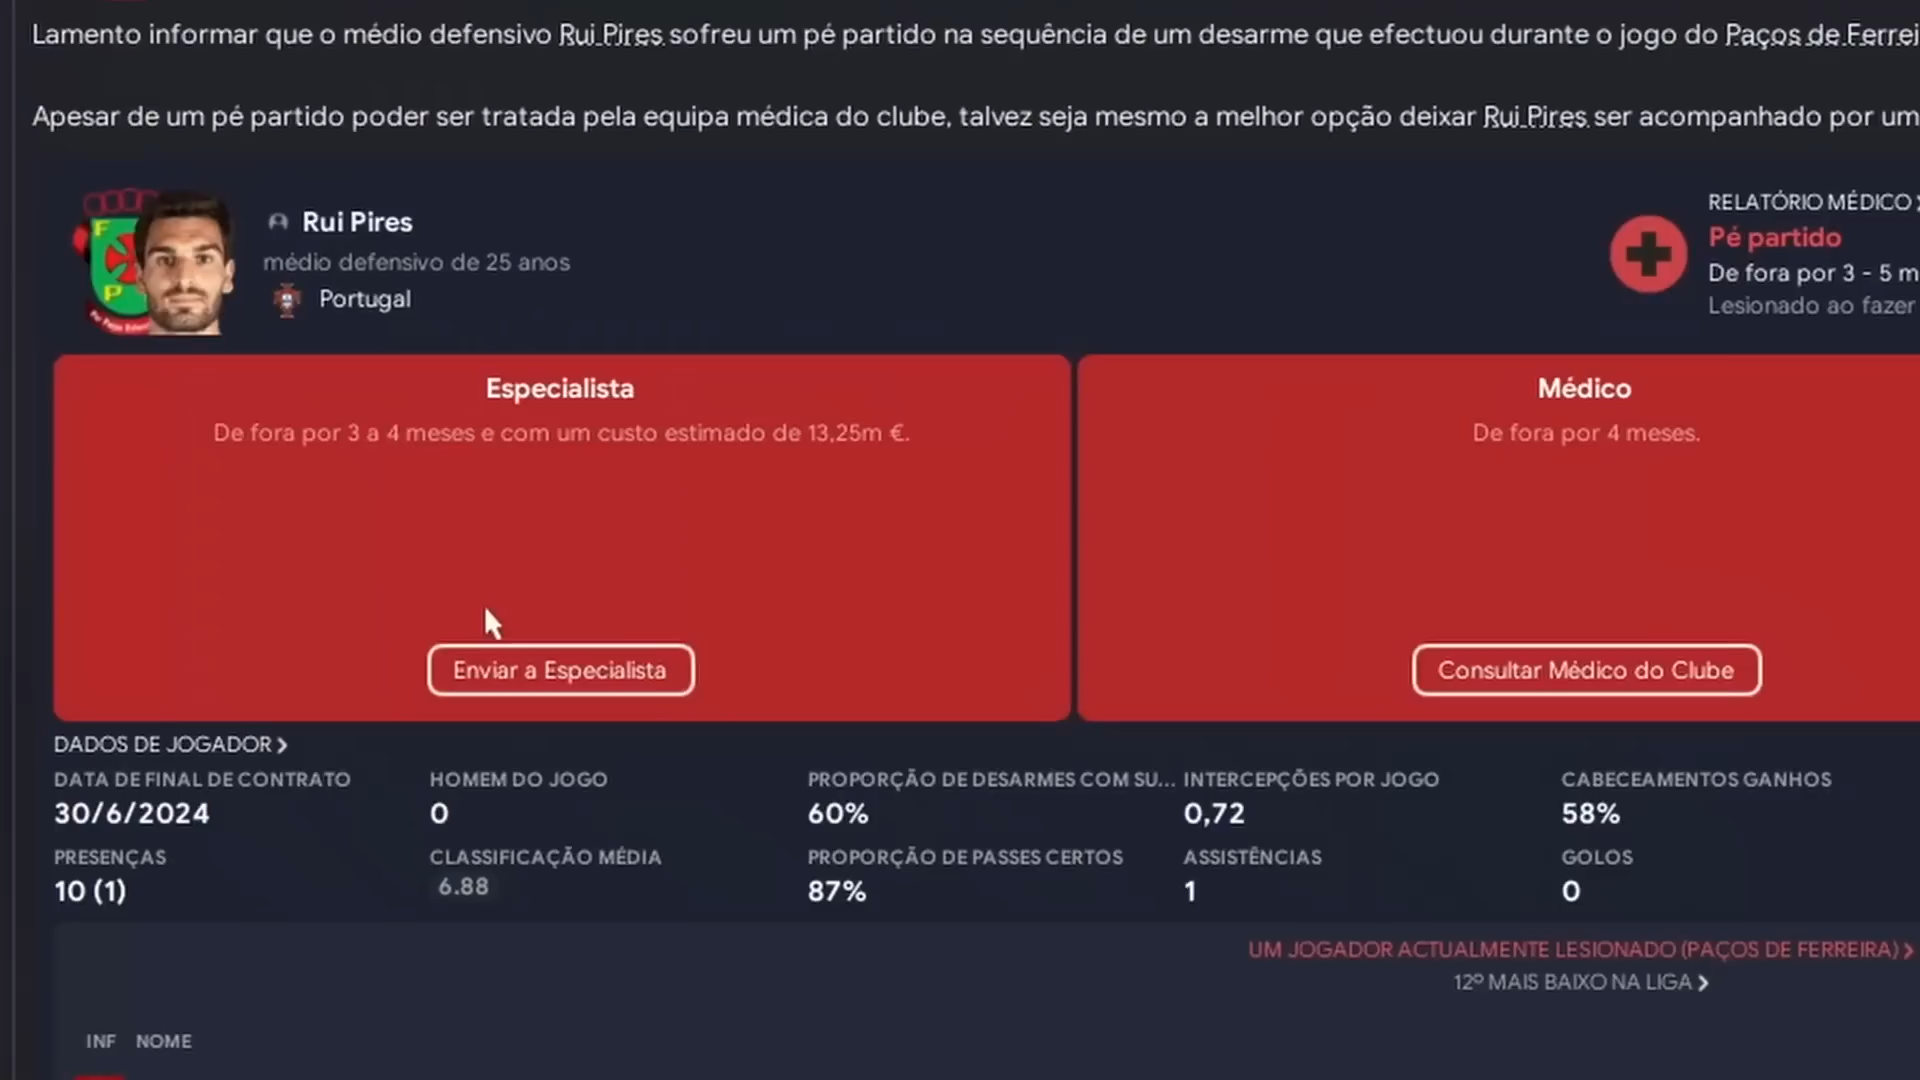 Lamento informar que o médio defensivo Rui Pires sofreu um pé partido na sequência de um desarme que efectuou durante o jogo do Paços de Ferrei
Apesar de um pé partido poder ser tratada pela equipa médica do clube, talvez seja mesmo a melhor opção deixar Rui Pires ser acompanhado por um
F
P
Rui Pires
médio defensivo de 25 anos
Portugal
RELATÓRIO MÉDICO
Pé partido
De fora por 3 - 5 m
Lesionado ao fazer
Especialista
De fora por 3 a 4 meses e com um custo estimado de 13,25m €.
Enviar a Especialista
Médico
De fora por 4 meses.
Consultar Médico do Clube
DADOS DE JOGADOR >
DATA DE FINAL DE CONTRATO HOMEM DO JOGO PROPORÇÃO DE DESARMES COM SU... INTERCEPÇÕES POR JOGO CABECEAMENTOS GANHOS
30/6/2024 0 60% 0,72 58%
PRESENÇAS CLASSIFICAÇÃO MÉDIA PROPORÇÃO DE PASSES CERTOS ASSISTÊNCIAS GOLOS
10 (1) 6.88 87% 1 0
UM JOGADOR ACTUALMENTE LESIONADO (PAÇOS DE FERREIRA) >
12º MAIS BAIXO NA LIGA >
INF NOME